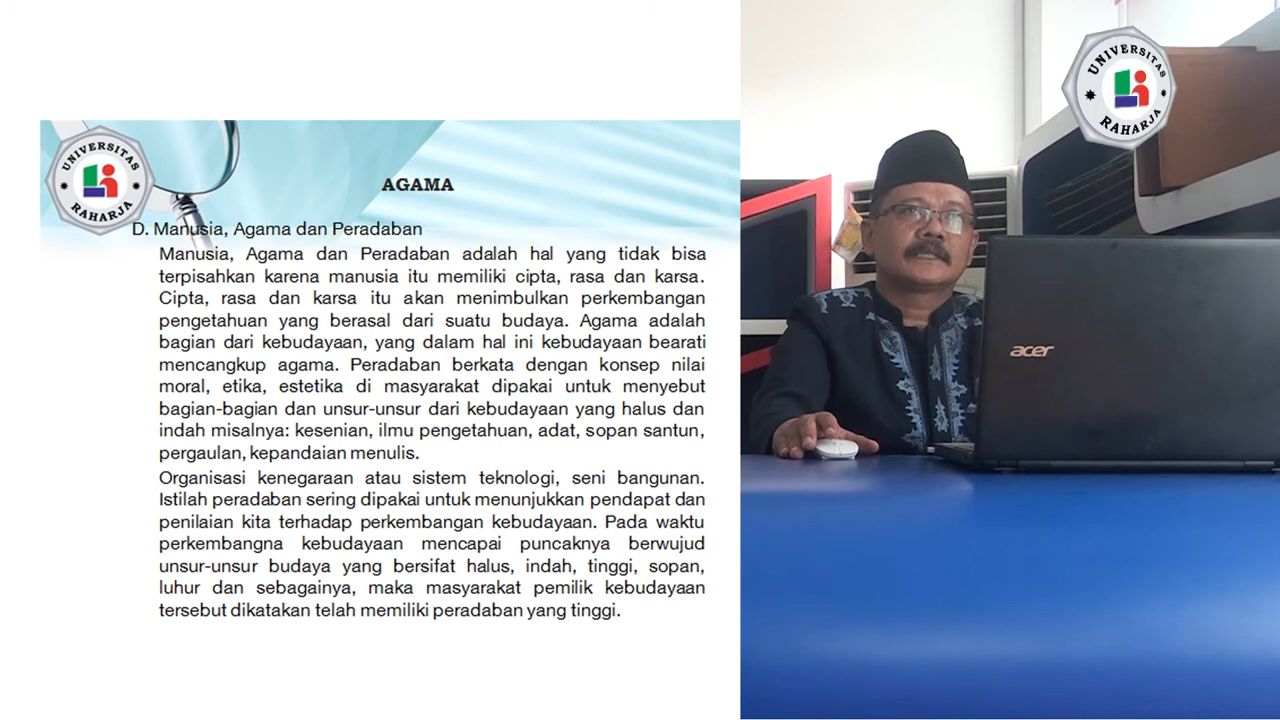 UNIVERSITAS
RAHARJA
AGAMA
D. Manusia, Agama dan Peradaban
Manusia, Agama dan Peradaban adalah hal yang tidak bisa
terpisahkan karena manusia itu memiliki cipta, rasa dan karsa.
Cipta, rasa dan karsa itu akan menimbulkan perkembangan
pengetahuan yang berasal dari suatu budaya. Agama adalah
bagian dari kebudayaan, yang dalam hal ini kebudayaan bearati
mencangkup agama. Peradaban berkata dengan konsep nilai
moral, etika, estetika di masyarakat dipakai untuk menyebut
bagian-bagian dan unsur-unsur dari kebudayaan yang halus dan
indah misalnya: kesenian, ilmu pengetahuan, adat, sopan santun,
pergaulan, kepandaian menulis.
Organisasi kenegaraan atau sistem teknologi, seni bangunan.
Istilah peradaban sering dipakai untuk menunjukkan pendapat dan
penilaian kita terhadap perkembangan kebudayaan. Pada waktu
perkembangna kebudayaan mencapai puncaknya berwujud
unsur-unsur budaya yang bersifat halus, indah, tinggi, sopan,
luhur dan sebagainya, maka masyarakat pemilik kebudayaan
tersebut dikatakan telah memiliki peradaban yang tinggi.
UNIVERSITAS
RAHARJA
acer